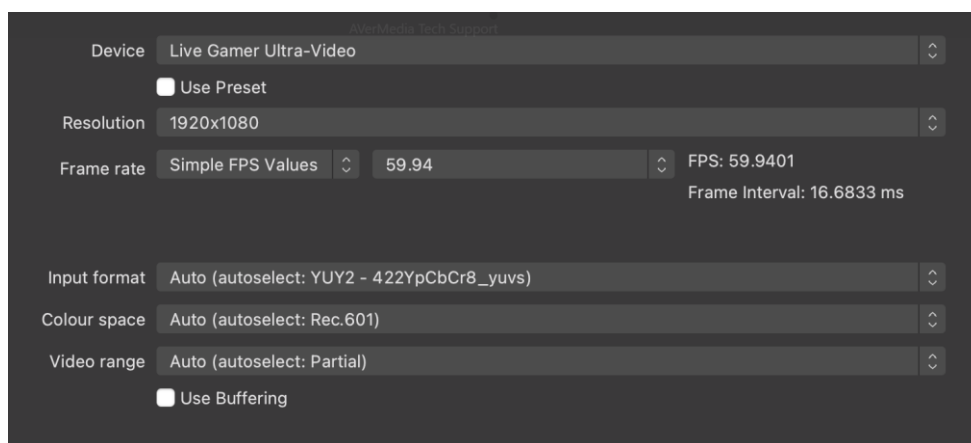 AVerMedia Tech Support
Device Live Gamer Ultra-Video
Use Preset
Resolution 1920x1080
Frame rate Simple FPS Values 59.94 FPS: 59.9401
Frame Interval: 16.6833 ms
Input format Auto (autoselect: YUY2 - 422YpCbCr8_yuvs)
Colour space Auto (autoselect: Rec.601)
Video range Auto (autoselect: Partial)
Use Buffering